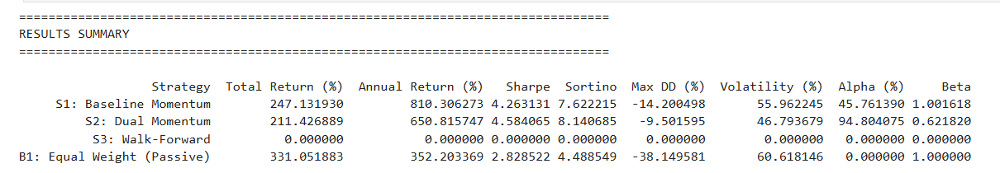 ================================================================================
RESULTS SUMMARY
================================================================================
Strategy Total Return (%) Annual Return (%) Sharpe Sortino Max DD (%) Volatility (%) Alpha (%) Beta
S1: Baseline Momentum 247.131930 810.306273 4.263131 7.622215 -14.200498 55.962245 45.761390 1.001618
S2: Dual Momentum 211.426889 650.815747 4.584065 8.140685 -9.501595 46.793679 94.804075 0.621820
S3: Walk-Forward 0.000000 0.000000 0.000000 0.000000 0.000000 0.000000 0.000000 0.000000
B1: Equal Weight (Passive) 331.051883 352.203369 2.828522 4.488549 -38.149581 60.618146 0.000000 1.000000